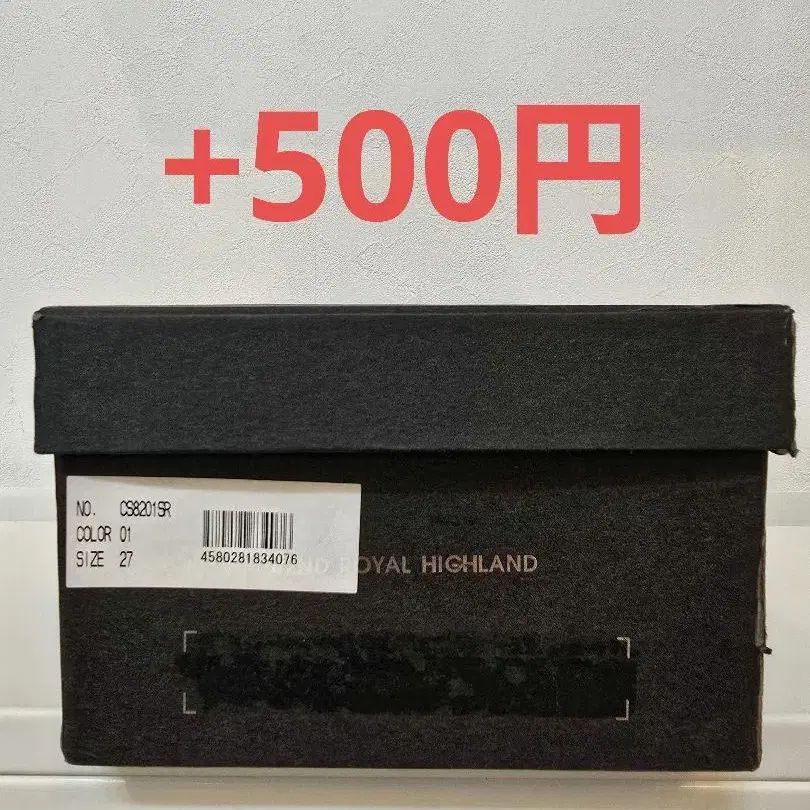 +500円
NO. CS8201SR
COLOR 01
SIZE 27
4580281834076
ROYAL HIGHLAND